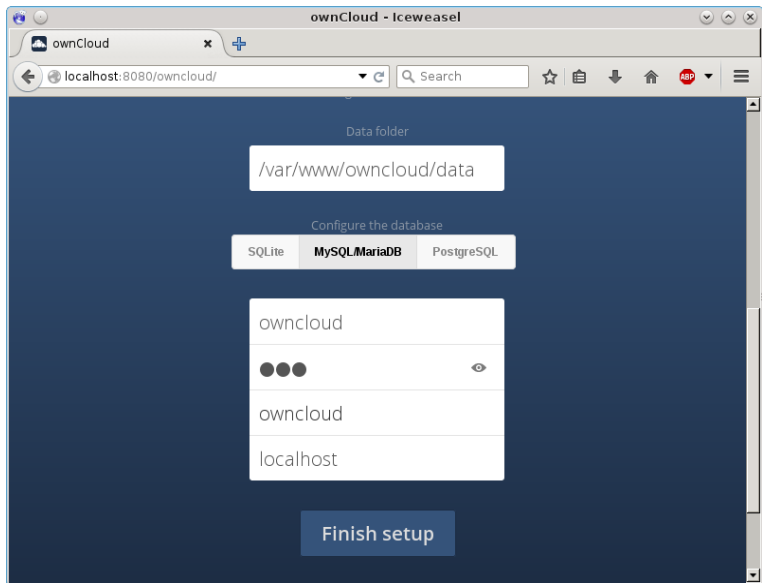 ownCloud - Iceweasel
ownCloud
localhost:8080/owncloud/
Search
ABP
Data folder
/var/www/owncloud/data
Configure the database
SQLite MySQL/MariaDB PostgreSQL
owncloud
●●●
owncloud
localhost
Finish setup